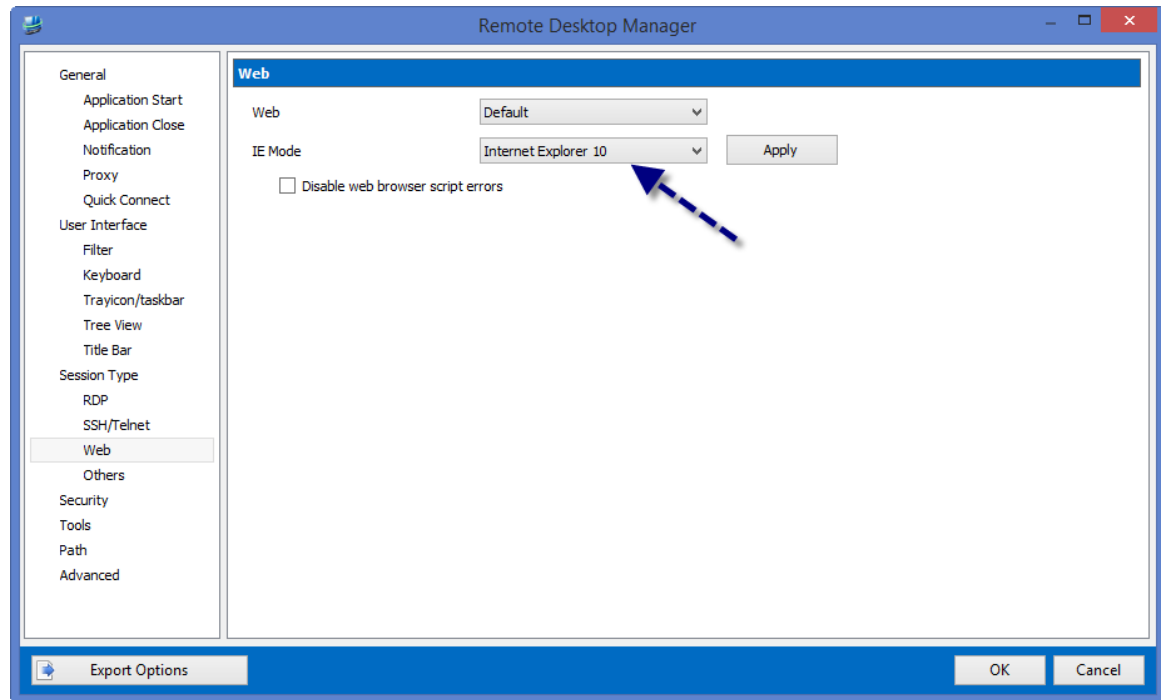 Remote Desktop Manager
General
Application Start
Application Close
Notification
Proxy
Quick Connect
User Interface
Filter
Keyboard
Trayicon/taskbar
Tree View
Title Bar
Session Type
RDP
SSH/Telnet
Web
Others
Security
Tools
Path
Advanced
Web
Web Default
IE Mode Internet Explorer 10 Apply
Disable web browser script errors
Export Options OK Cancel